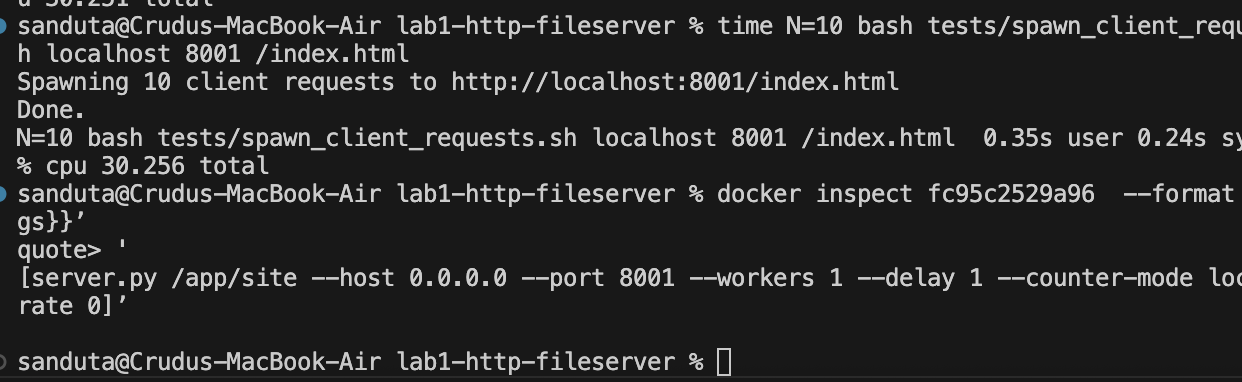 u 30.251 total
sanduta@Crudus-MacBook-Air lab1-http-fileserver % time N=10 bash tests/spawn_client_requ
h localhost 8001 /index.html
Spawning 10 client requests to http://localhost:8001/index.html
Done.
N=10 bash tests/spawn_client_requests.sh localhost 8001 /index.html  0.35s user 0.24s sy
% cpu 30.256 total
sanduta@Crudus-MacBook-Air lab1-http-fileserver % docker inspect fc95c2529a96  --format
gs}}’
quote> '
[server.py /app/site --host 0.0.0.0 --port 8001 --workers 1 --delay 1 --counter-mode loc
rate 0]’
sanduta@Crudus-MacBook-Air lab1-http-fileserver %